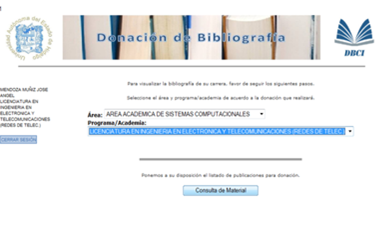 Donación de Bibliografía
DBCI
Para visualizar la bibliografía de su carrera, favor de seguir los siguientes pasos.
Seleccione el área y programa/academia de acuerdo a la donación que realizará.
MENDOZA MUÑIZ JOSE
ANGEL
LICENCIATURA EN
INGENIERIA EN
ELECTRONICA Y
TELECOMUNICACIONES
(REDES DE TELEC.)
CERRAR SESIÓN
Área: AREA ACADEMICA DE SISTEMAS COMPUTACIONALES
Programa/Academia:
LICENCIATURA EN INGENIERIA EN ELECTRONICA Y TELECOMUNICACIONES (REDES DE TELEC.)
Ponemos a su disposición el listado de publicaciones para donación.
Consulta de Material